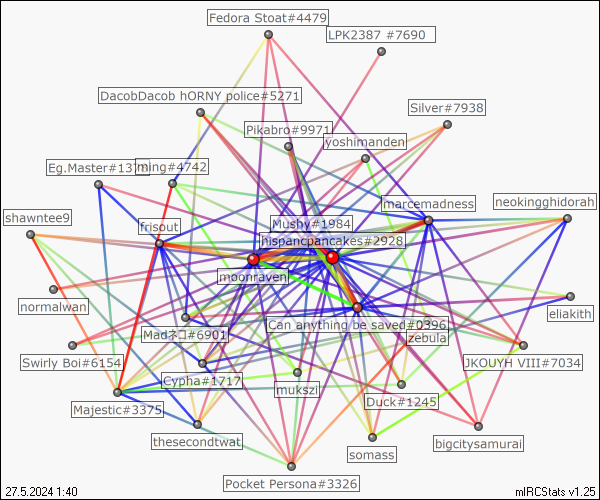 Fedora Stoat#4479
LPK2387 #7690
DacobDacob hORNY police#5271
Silver#7938
Pikabro#9971
yoshimanden
Eg.Master#137
ming#4742
marcemadness
neokingghidorah
shawntee9
frisout
Mushy#1984
hispancpancakes#2928
moonraven
normalwan
eliakith
Madネコ#6901
Can anything be saved#0396
zebula
Swirly Boi#6154
JKOUYH VIII#7034
Cypha#1717
mukszi
Duck#1245
Majestic#3375
thesecondtwat
bigcitysamurai
somass
Pocket Persona#3326
27.5.2024 1:40
mIRCStats v1.25